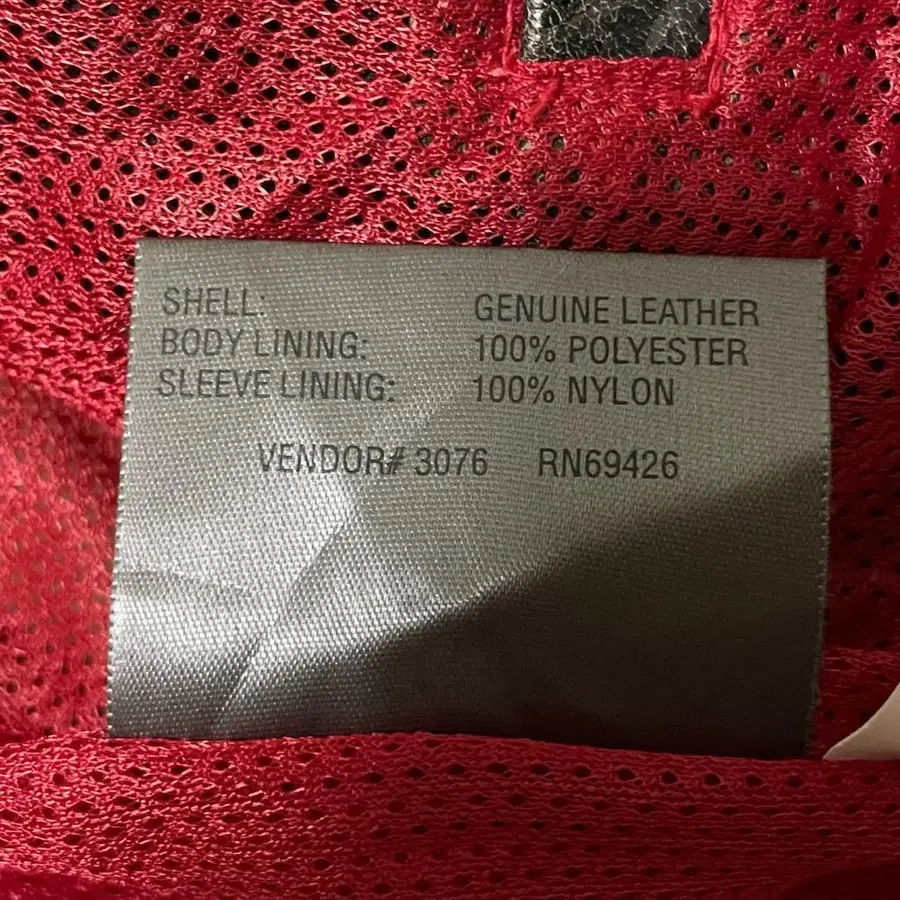 SHELL: GENUINE LEATHER
BODY LINING: 100% POLYESTER
SLEEVE LINING: 100% NYLON
VENDOR# 3076 RN69426